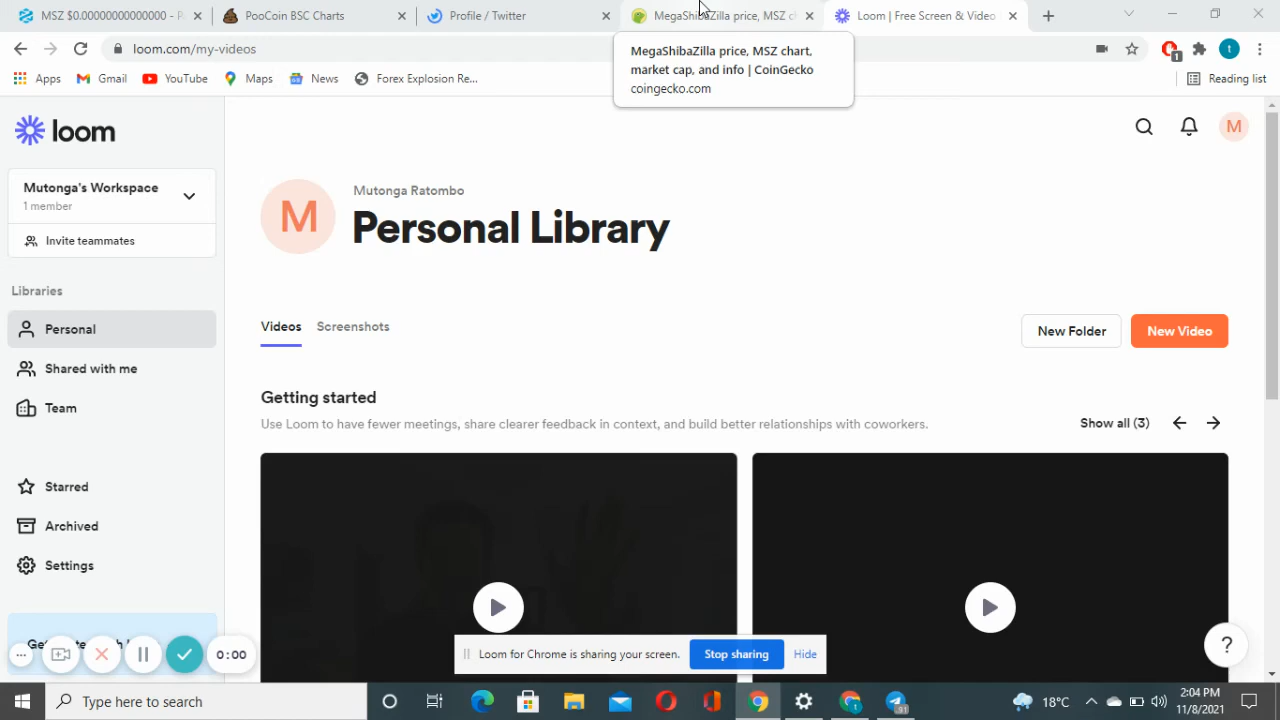 MSZ $0.0000000000000 - P
PooCoin BSC Charts
Profile / Twitter
MegaShibaZilla price, MSZ c
Loom | Free Screen & Video
loom.com/my-videos
Apps
Gmail
YouTube
Maps
News
Forex Explosion Re...
Reading list
MegaShibaZilla price, MSZ chart,
market cap, and info | CoinGecko
coingecko.com
1
t
loom
M
Mutonga's Workspace
1 member
Invite teammates
Libraries
Personal
Shared with me
Team
Starred
Archived
Settings
M
Mutonga Ratombo
Personal Library
Videos
Screenshots
New Folder
New Video
Getting started
Use Loom to have fewer meetings, share clearer feedback in context, and build better relationships with coworkers.
Show all (3)
0:00
Loom for Chrome is sharing your screen.
Stop sharing
Hide
?
Type here to search
18°C
2:04 PM
11/8/2021